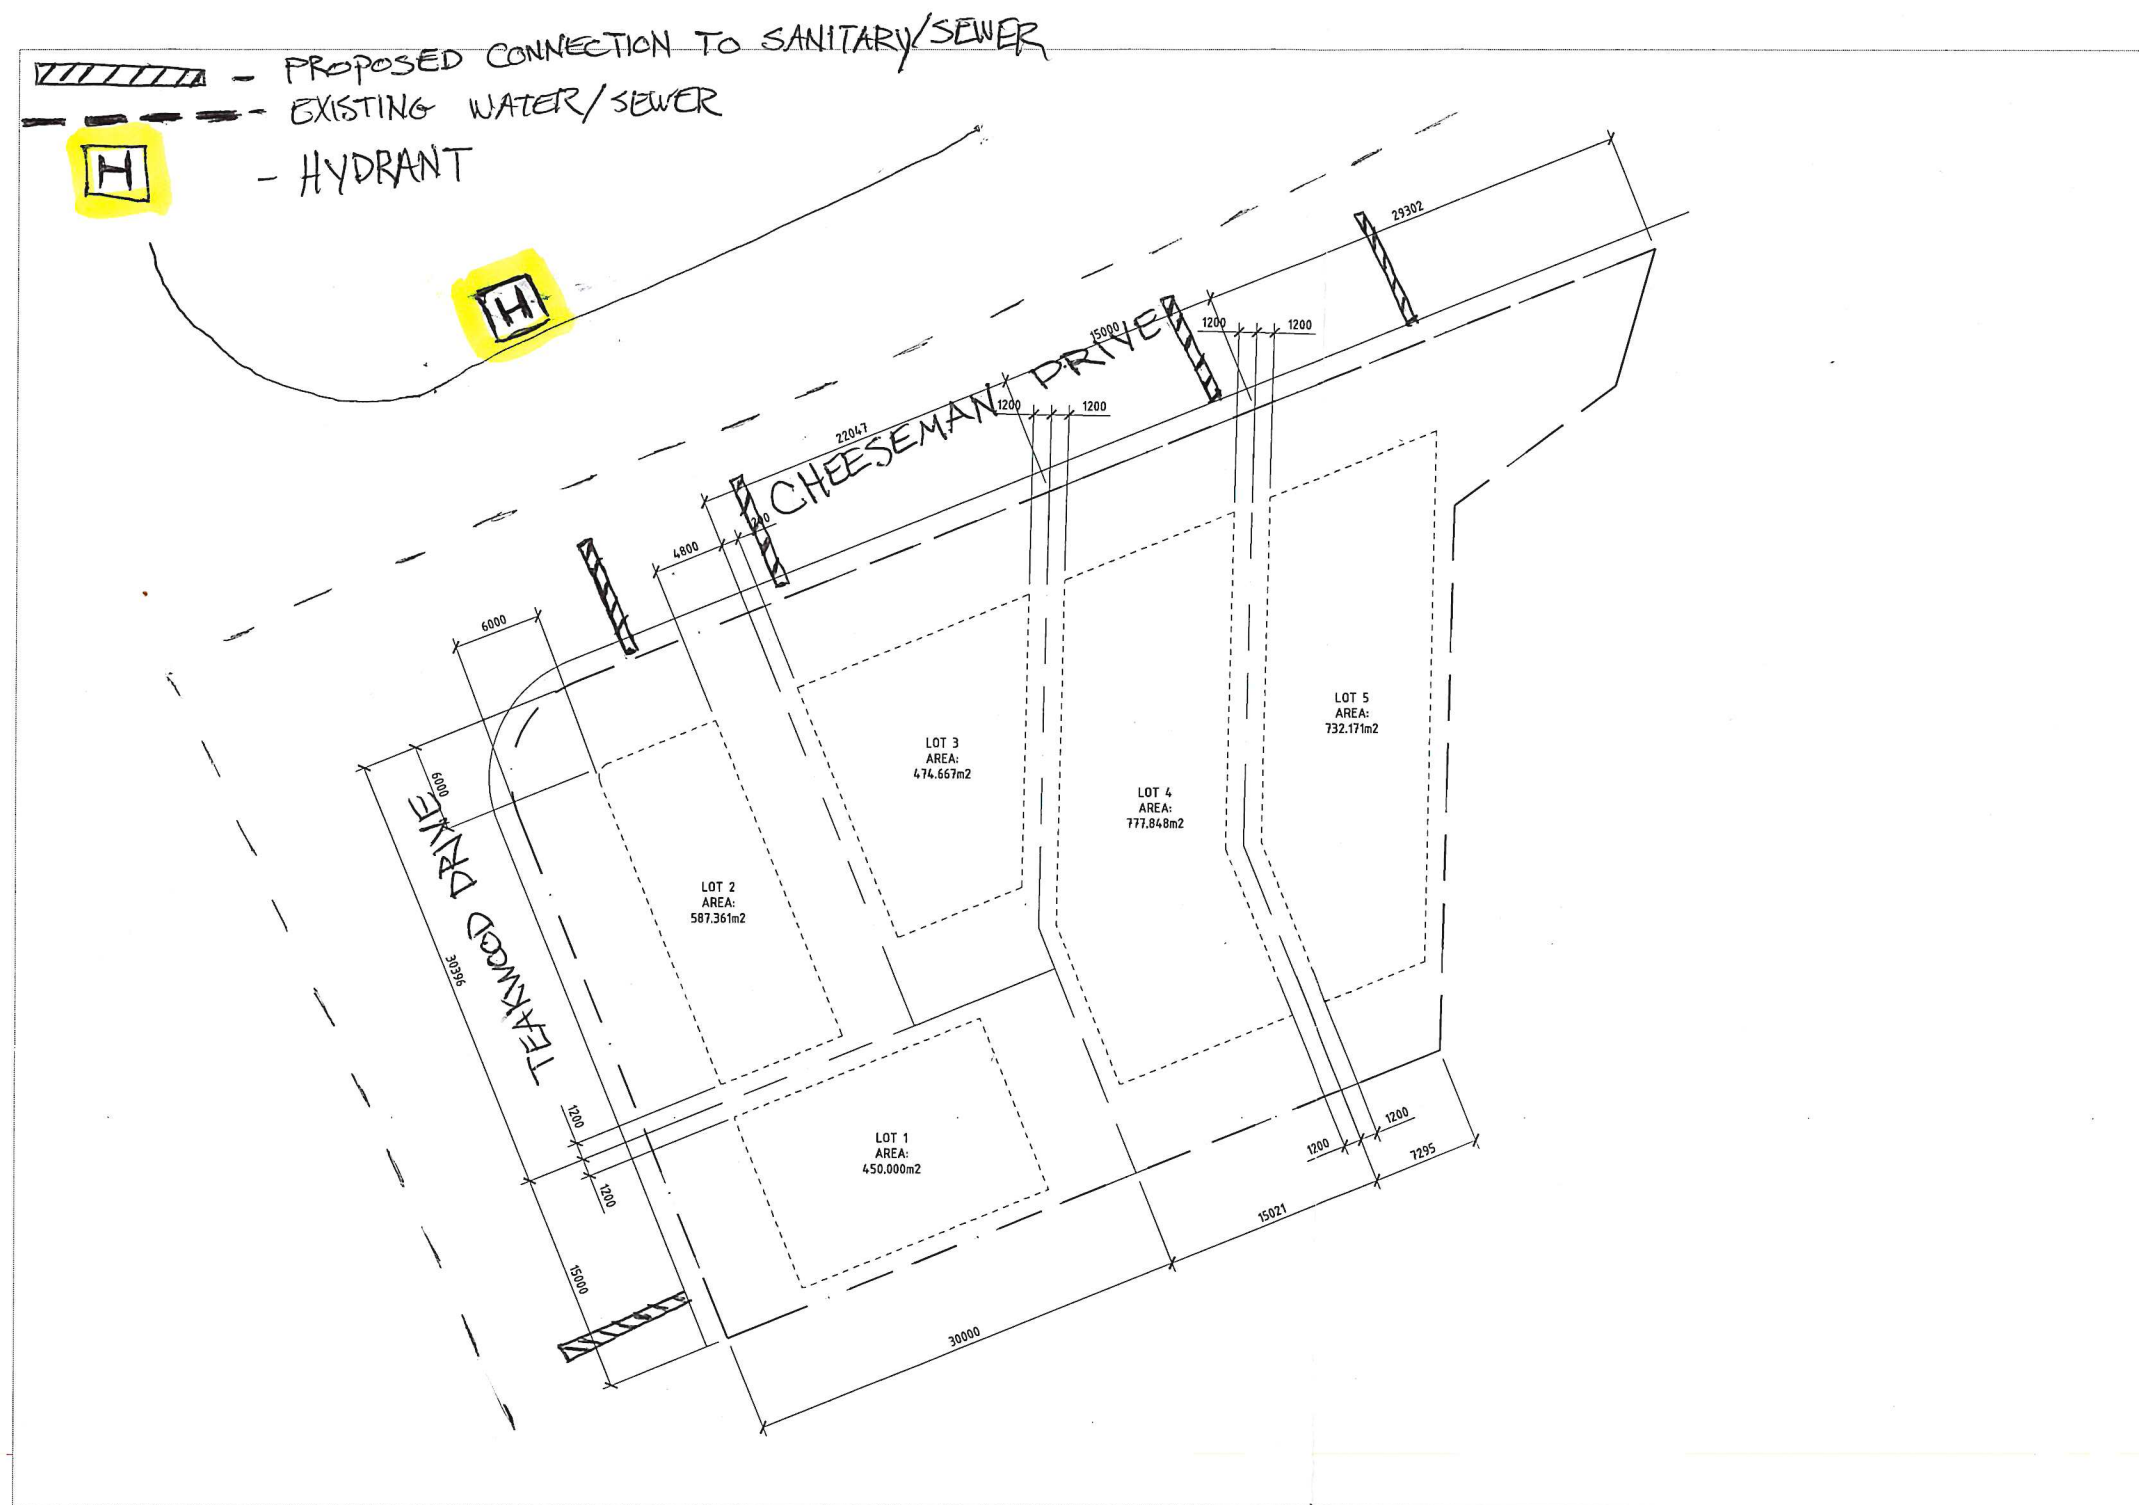 - PROPOSED CONNECTION TO SANITARY/SEWER
- EXISTING WATER/SEWER
H - HYDRANT
H
29302
15000
1200
1200
CHEESEMAN DRIVE
22047
1200
1200
4800
1200
6000
6000
TEAKWOOD DRIVE
30396
LOT 5
AREA:
732.171m2
LOT 3
AREA:
474.667m2
LOT 4
AREA:
777.848m2
LOT 2
AREA:
587.361m2
LOT 1
AREA:
450.000m2
1200
1200
15000
1200
1200
7295
15021
30000